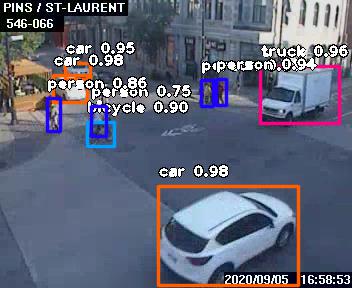 PINS / ST-LAURENT
546-066
car 0.95
car 0.98
truck 0.96
person 0.94
person 0.86
person 0.75
bicycle 0.90
car 0.98
2020/09/05 16:58:53